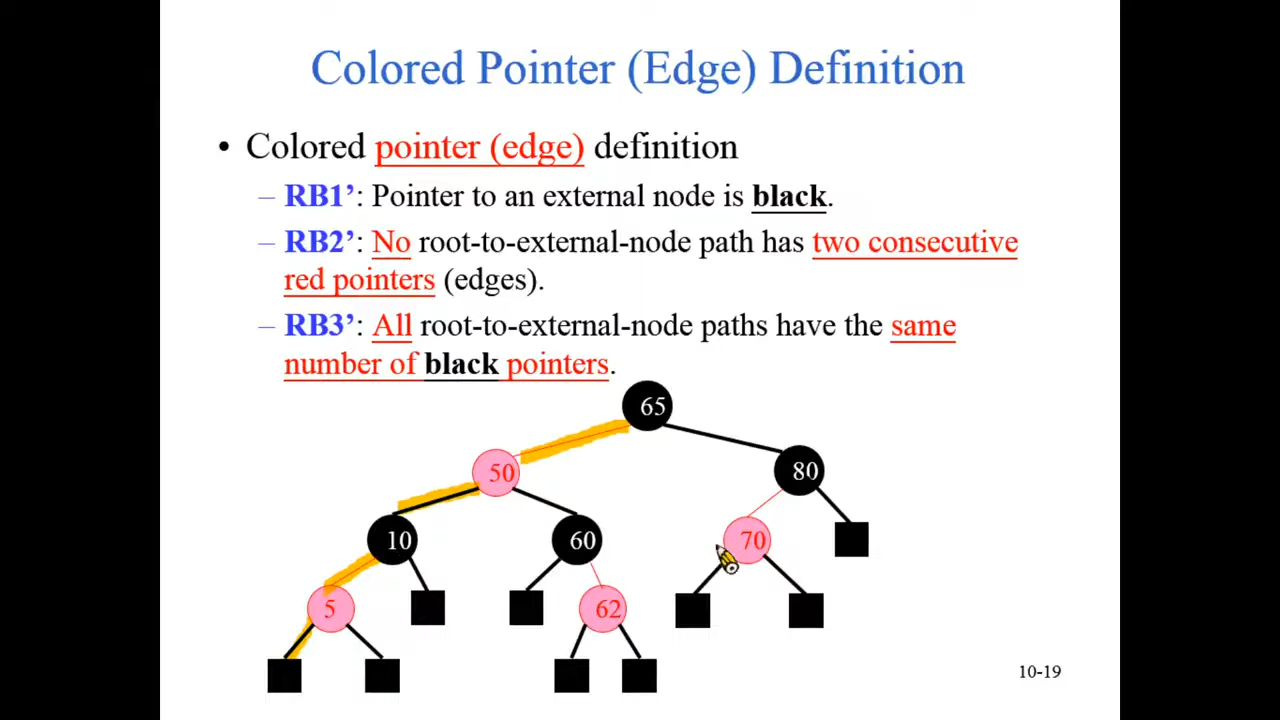 Colored Pointer (Edge) Definition
• Colored pointer (edge) definition
– RB1’: Pointer to an external node is black.
– RB2’: No root-to-external-node path has two consecutive
red pointers (edges).
– RB3’: All root-to-external-node paths have the same
number of black pointers.
65
50
80
10
60
70
5
62
10-19